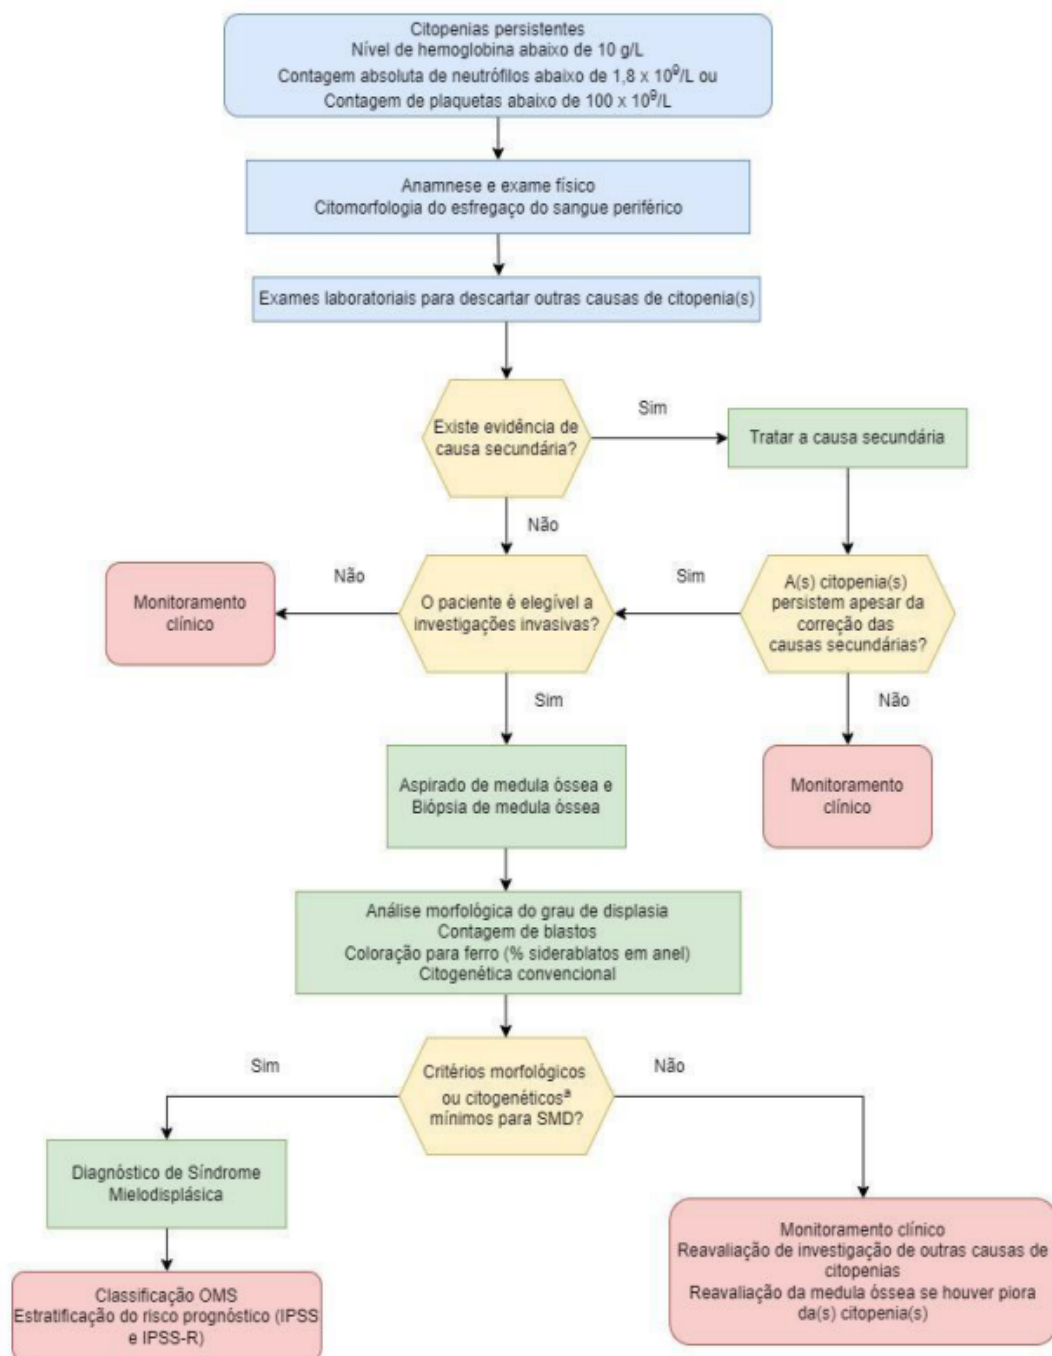 Citopenias persistentes
Nível de hemoglobina abaixo de 10 g/L
Contagem absoluta de neutrófilos abaixo de 1,8 x 10⁹/L ou
Contagem de plaquetas abaixo de 100 x 10⁹/L
Anamnese e exame físico
Citomorfologia do esfregaço do sangue periférico
Exames laboratoriais para descartar outras causas de citopenia(s)
Existe evidência de
causa secundária?
Sim
Tratar a causa secundária
Não
A(s) citopenia(s)
persistem apesar da
correção das
causas secundárias?
Sim
O paciente é elegível a
investigações invasivas?
Não
Monitoramento
clínico
Não
Monitoramento
clínico
Sim
Aspirado de medula óssea e
Biópsia de medula óssea
Análise morfológica do grau de displasia
Contagem de blastos
Coloração para ferro (% siderablatos em anel)
Citogenética convencional
Critérios morfológicos
ou citogenéticosª
mínimos para SMD?
Sim
Não
Diagnóstico de Síndrome
Mielodisplásica
Classificação OMS
Estratificação do risco prognóstico (IPSS
e IPSS-R)
Monitoramento clínico
Reavaliação de investigação de outras causas de
citopenias
Reavaliação da medula óssea se houver piora
da(s) citopenia(s)